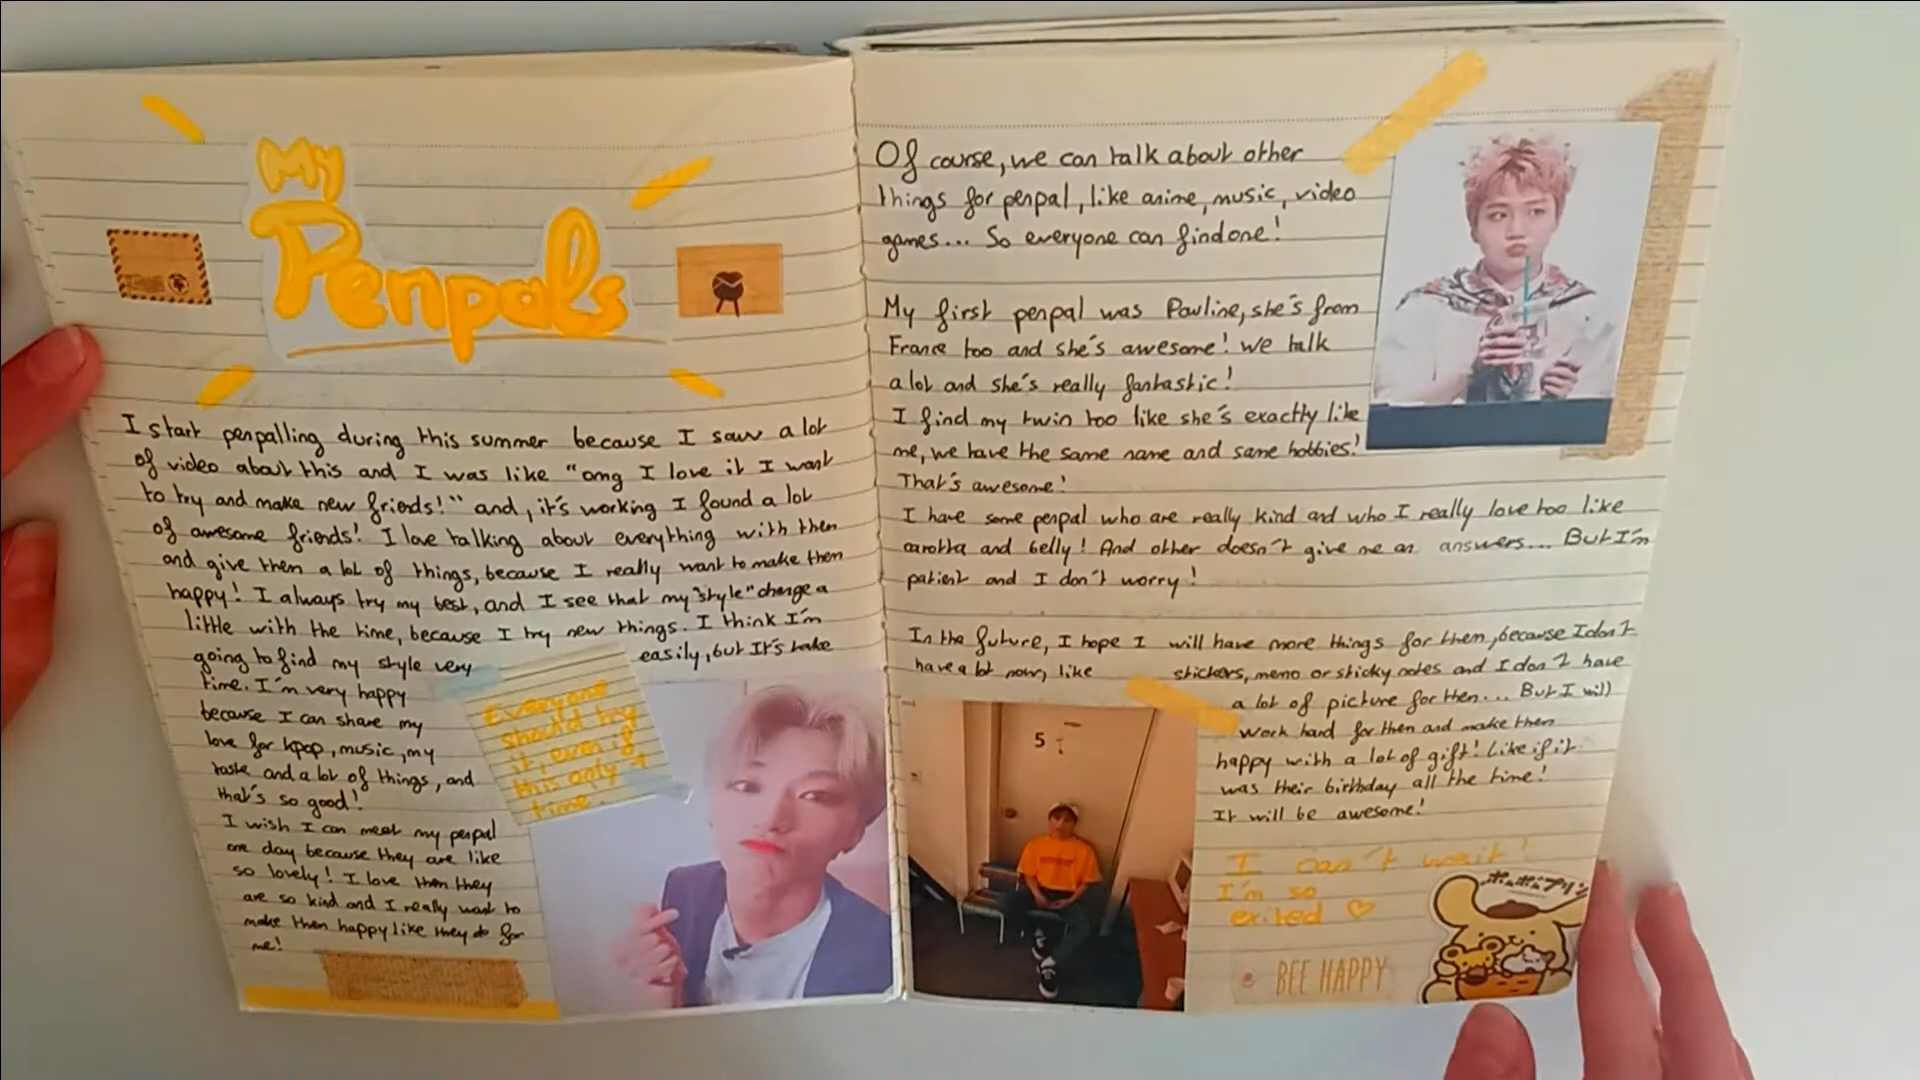 My
Penpals
I start penpalling during this summer because I saw a lot
of video about this and I was like "omg I love it I want
to try and make new friends!" and, it's working I found a lot
of awesome friends! I love talking about everything with them
and give them a lot of things, because I really want to make them
happy! I always try my best, and I see that my "style" change a
little with the time, because I try new things. I think I'm
going to find my style very easily, but It's take
time. I'm very happy
because I can share my
love for kpop, music, my
taste and a lot of things, and
that's so good!
I wish I can meet my penpal
one day because they are like
so lovely! I love them they
are so kind and I really want to
make them happy like they do for
me!
Everyone
should try
it, even if
this only 1
time.
Of course, we can talk about other
things for penpal, like anime, music, video
games... So everyone can find one!
My first penpal was Pauline, she's from
France too and she's awesome! we talk
a lot and she's really fantastic!
I find my twin too like she's exactly like
me, we have the same name and same hobbies!
That's awesome!
I have some penpal who are really kind and who I really love too like
carotta and belly! And other doesn't give me an answers... But I'm
patient and I don't worry!
In the future, I hope I will have more things for them, because I don't
have a lot now, like stickers, memo or sticky notes and I don't have
a lot of picture for them... But I will
work hard for them and make them
happy with a lot of gift! Like if it
was their birthday all the time!
It will be awesome!
5
I can't wait!
I'm so
exited ♡
BEE HAPPY
ポムポムプリン